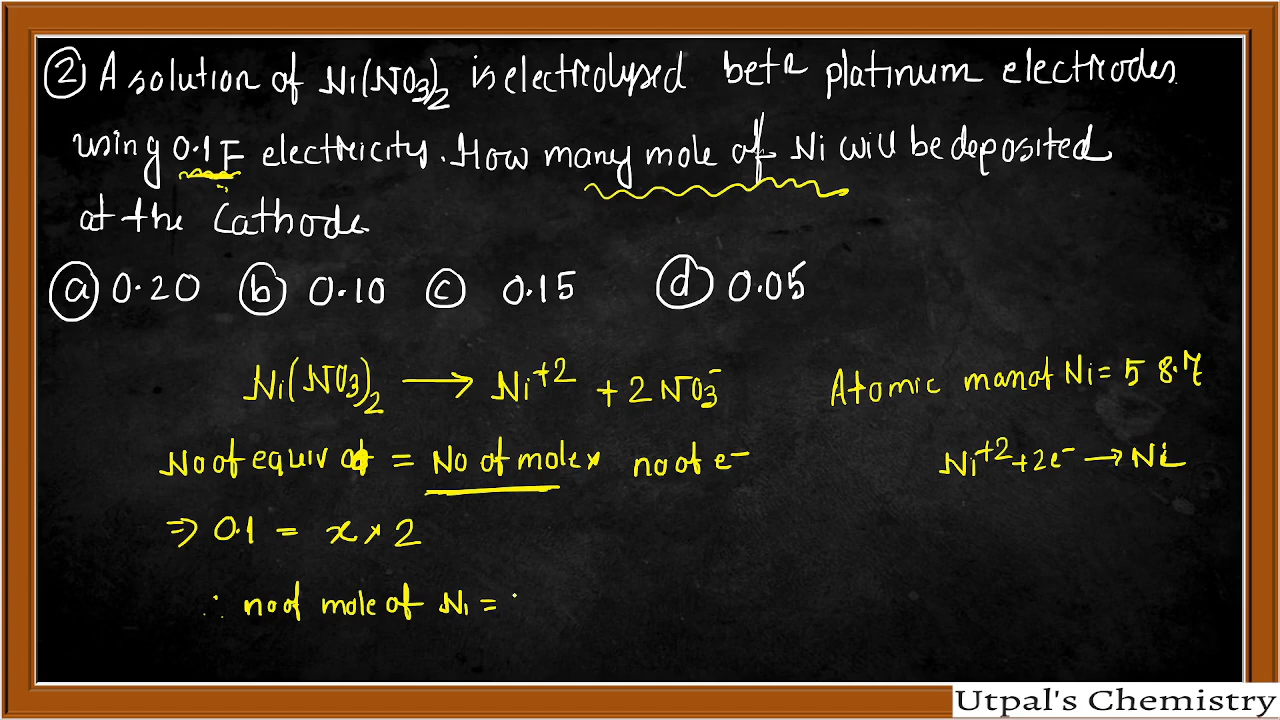 ② A solution of Ni(NO3)2 is electrolysed betn platinum electrodes
using 0.1F electricity. How many mole of Ni will be deposited
at the Cathode
ⓐ 0.20 ⓑ 0.10 ⓒ 0.15 ⓓ 0.05
Ni(NO3)2 → Ni+2 + 2NO3-
Atomic mass of Ni = 58.7
No of equiv = No of mole × no of e-
Ni+2 + 2e- → Ni
⇒ 0.1 = x × 2
∴ no of mole of Ni =
Utpal's Chemistry